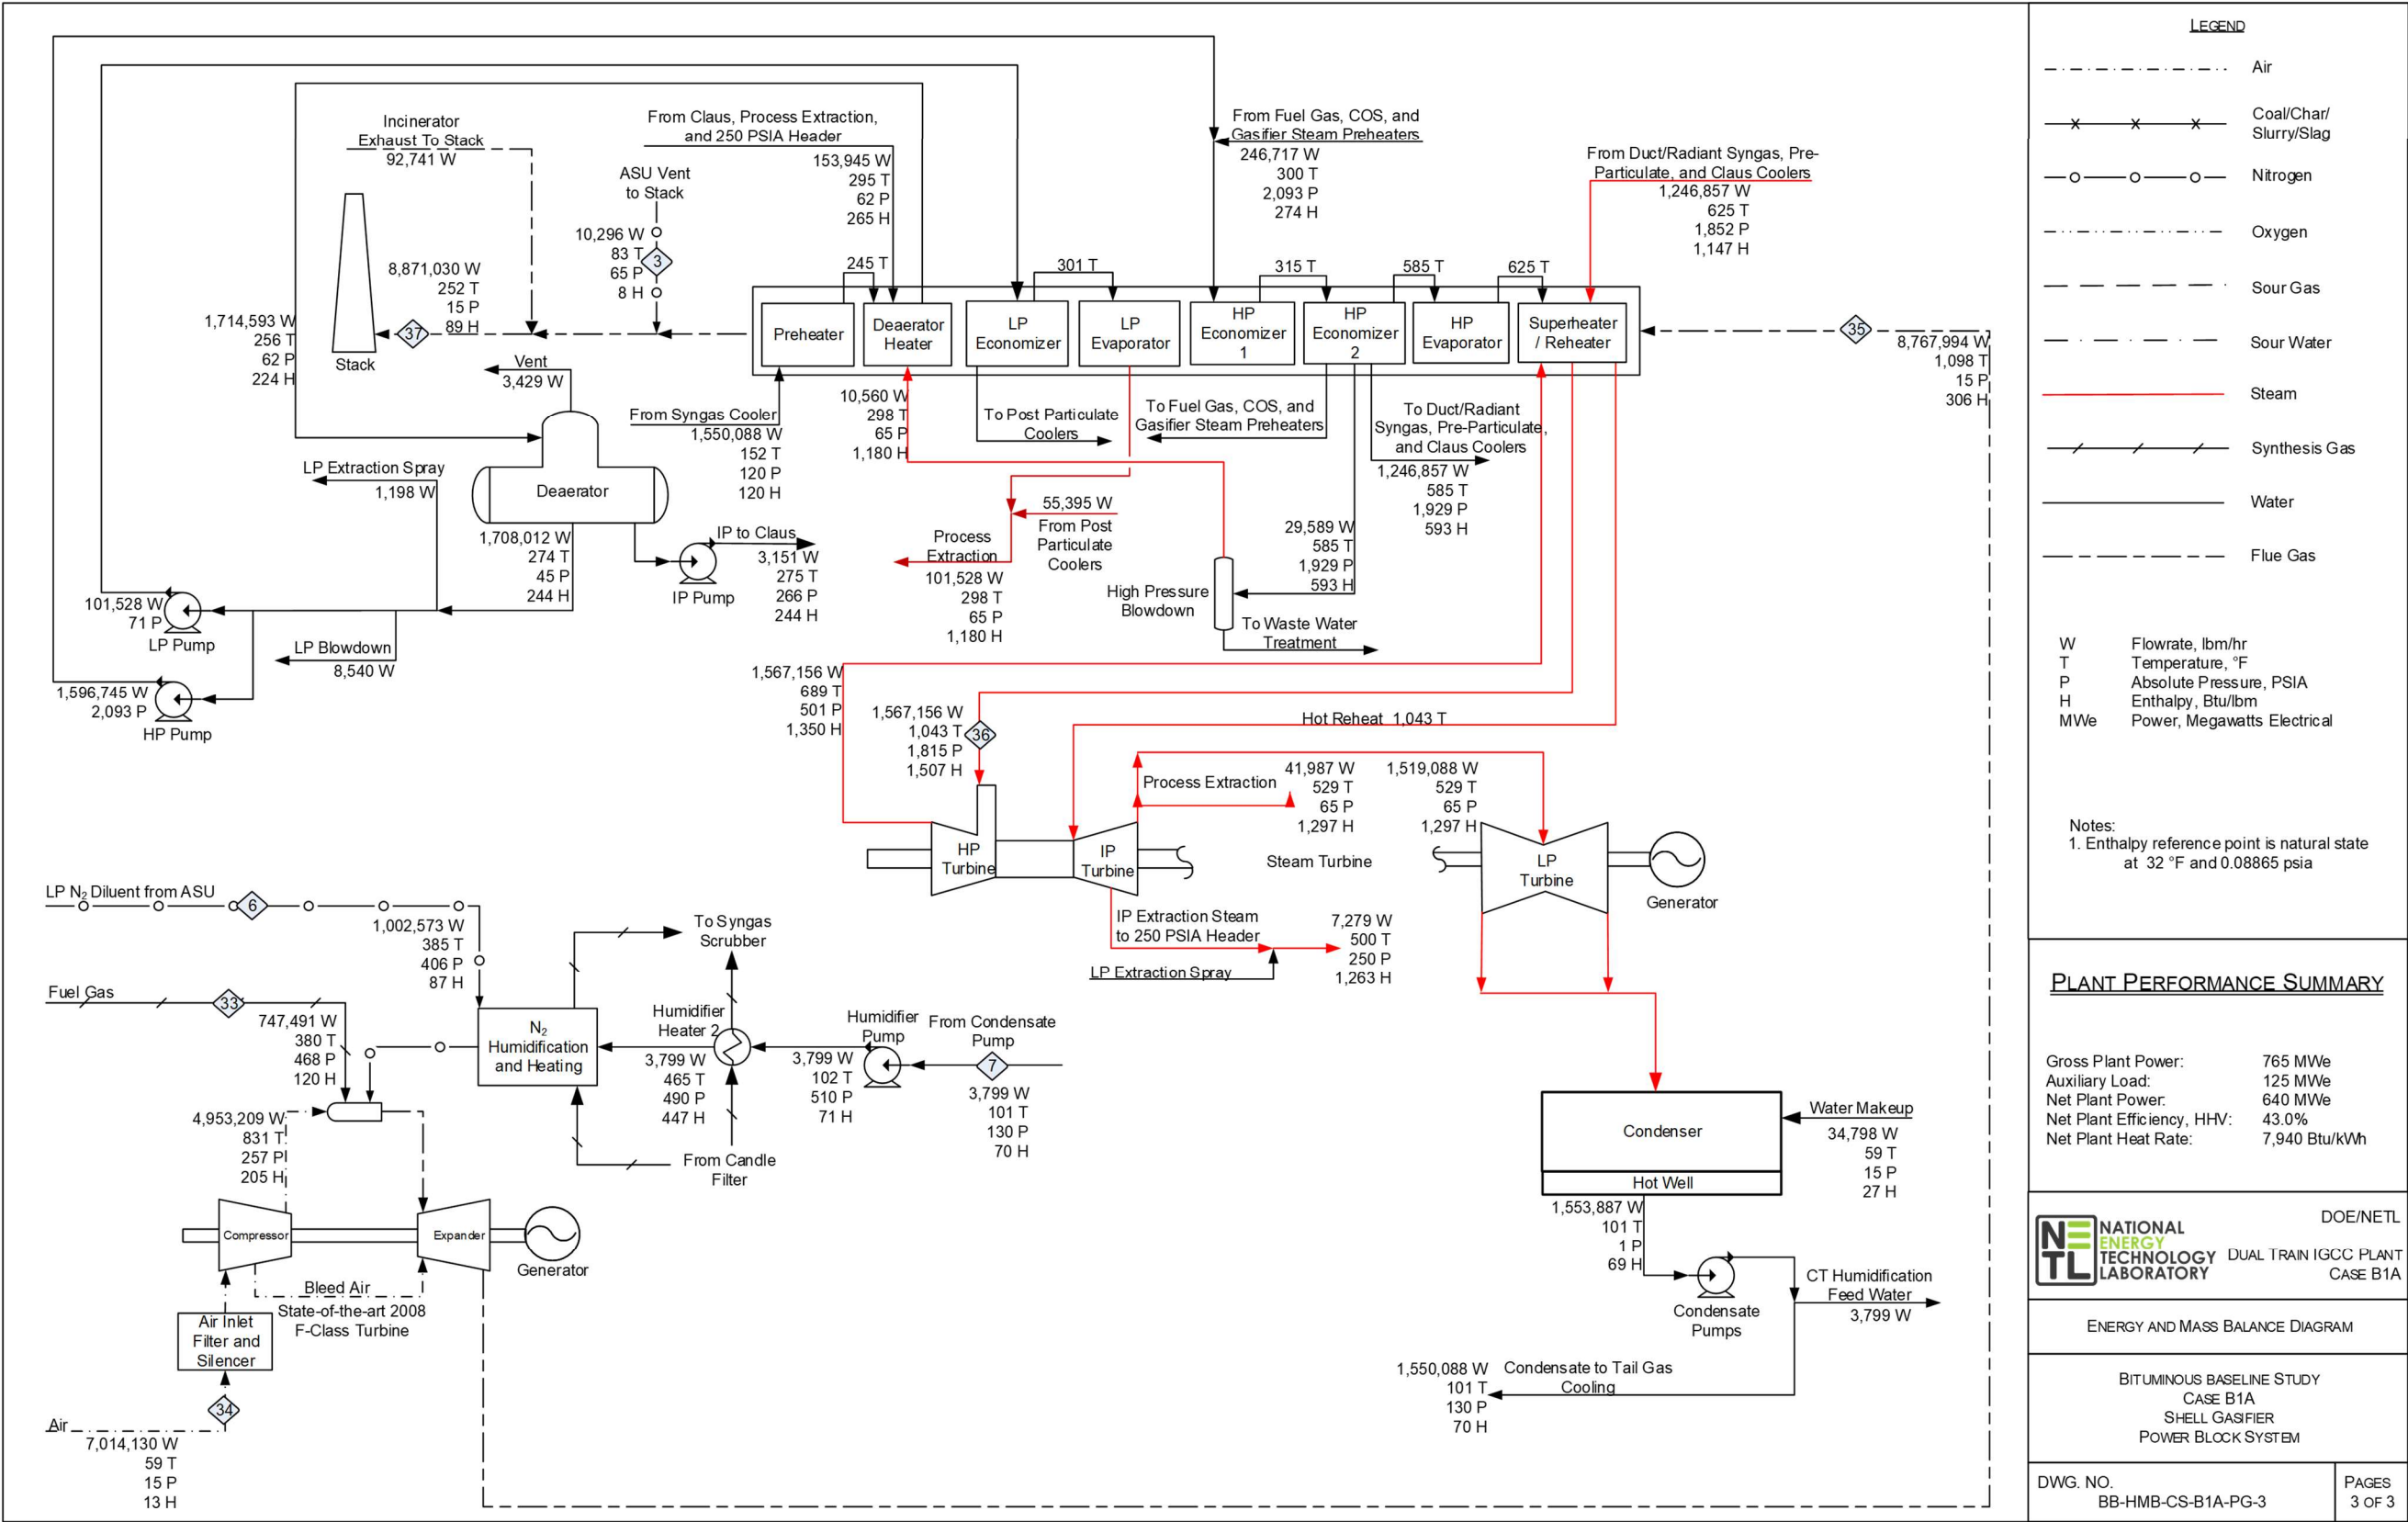 Incinerator
Exhaust To Stack
92,741 W
From Claus, Process Extraction,
and 250 PSIA Header
153,945 W
295 T
62 P
265 H
ASU Vent
to Stack
10,296 W
83 T
65 P
8 H
3
From Fuel Gas, COS, and
Gasifier Steam Preheaters
246,717 W
300 T
2,093 P
274 H
From Duct/Radiant Syngas, Pre-
Particulate, and Claus Coolers
1,246,857 W
625 T
1,852 P
1,147 H
8,871,030 W
252 T
15 P
89 H
37
Stack
1,714,593 W
256 T
62 P
224 H
245 T
301 T
315 T
585 T
625 T
Preheater
Deaerator
Heater
LP
Economizer
LP
Evaporator
HP
Economizer
1
HP
Economizer
2
HP
Evaporator
Superheater
/ Reheater
35
8,767,994 W
1,098 T
15 P
306 H
Vent
3,429 W
From Syngas Cooler
1,550,088 W
152 T
120 P
120 H
10,560 W
298 T
65 P
1,180 H
To Post Particulate
Coolers
To Fuel Gas, COS, and
Gasifier Steam Preheaters
To Duct/Radiant
Syngas, Pre-Particulate,
and Claus Coolers
1,246,857 W
585 T
1,929 P
593 H
LP Extraction Spray
1,198 W
Deaerator
1,708,012 W
274 T
45 P
244 H
IP to Claus
3,151 W
275 T
266 P
244 H
IP Pump
55,395 W
From Post
Particulate
Coolers
Process
Extraction
101,528 W
298 T
65 P
1,180 H
29,589 W
585 T
1,929 P
593 H
High Pressure
Blowdown
To Waste Water
Treatment
101,528 W
71 P
LP Pump
LP Blowdown
8,540 W
1,596,745 W
2,093 P
HP Pump
1,567,156 W
689 T
501 P
1,350 H
1,567,156 W
1,043 T
1,815 P
1,507 H
36
Hot Reheat 1,043 T
Process Extraction
41,987 W
529 T
65 P
1,297 H
1,519,088 W
529 T
65 P
1,297 H
HP
Turbine
IP
Turbine
Steam Turbine
LP
Turbine
Generator
IP Extraction Steam
to 250 PSIA Header
7,279 W
500 T
250 P
1,263 H
LP Extraction Spray
LP N2 Diluent from ASU
6
1,002,573 W
385 T
406 P
87 H
Fuel Gas
33
747,491 W
380 T
468 P
120 H
To Syngas
Scrubber
N2
Humidification
and Heating
Humidifier
Heater 2
3,799 W
465 T
490 P
447 H
Humidifier
Pump
3,799 W
102 T
510 P
71 H
From Condensate
Pump
7
3,799 W
101 T
130 P
70 H
From Candle
Filter
4,953,209 W
831 T
257 P
205 H
Compressor
Expander
Generator
Bleed Air
State-of-the-art 2008
F-Class Turbine
Air Inlet
Filter and
Silencer
34
Air
7,014,130 W
59 T
15 P
13 H
Condenser
Hot Well
Water Makeup
34,798 W
59 T
15 P
27 H
1,553,887 W
101 T
1 P
69 H
Condensate
Pumps
CT Humidification
Feed Water
3,799 W
1,550,088 W
101 T
130 P
70 H
Condensate to Tail Gas
Cooling
LEGEND
Air
Coal/Char/
Slurry/Slag
Nitrogen
Oxygen
Sour Gas
Sour Water
Steam
Synthesis Gas
Water
Flue Gas
W Flowrate, lbm/hr
T Temperature, °F
P Absolute Pressure, PSIA
H Enthalpy, Btu/lbm
MWe Power, Megawatts Electrical
Notes:
1. Enthalpy reference point is natural state
at 32 °F and 0.08865 psia
PLANT PERFORMANCE SUMMARY
Gross Plant Power: 765 MWe
Auxiliary Load: 125 MWe
Net Plant Power: 640 MWe
Net Plant Efficiency, HHV: 43.0%
Net Plant Heat Rate: 7,940 Btu/kWh
NETL
NATIONAL
ENERGY
TECHNOLOGY
LABORATORY
DOE/NETL
DUAL TRAIN IGCC PLANT
CASE B1A
ENERGY AND MASS BALANCE DIAGRAM
BITUMINOUS BASELINE STUDY
CASE B1A
SHELL GASIFIER
POWER BLOCK SYSTEM
DWG. NO.
BB-HMB-CS-B1A-PG-3
PAGES
3 OF 3